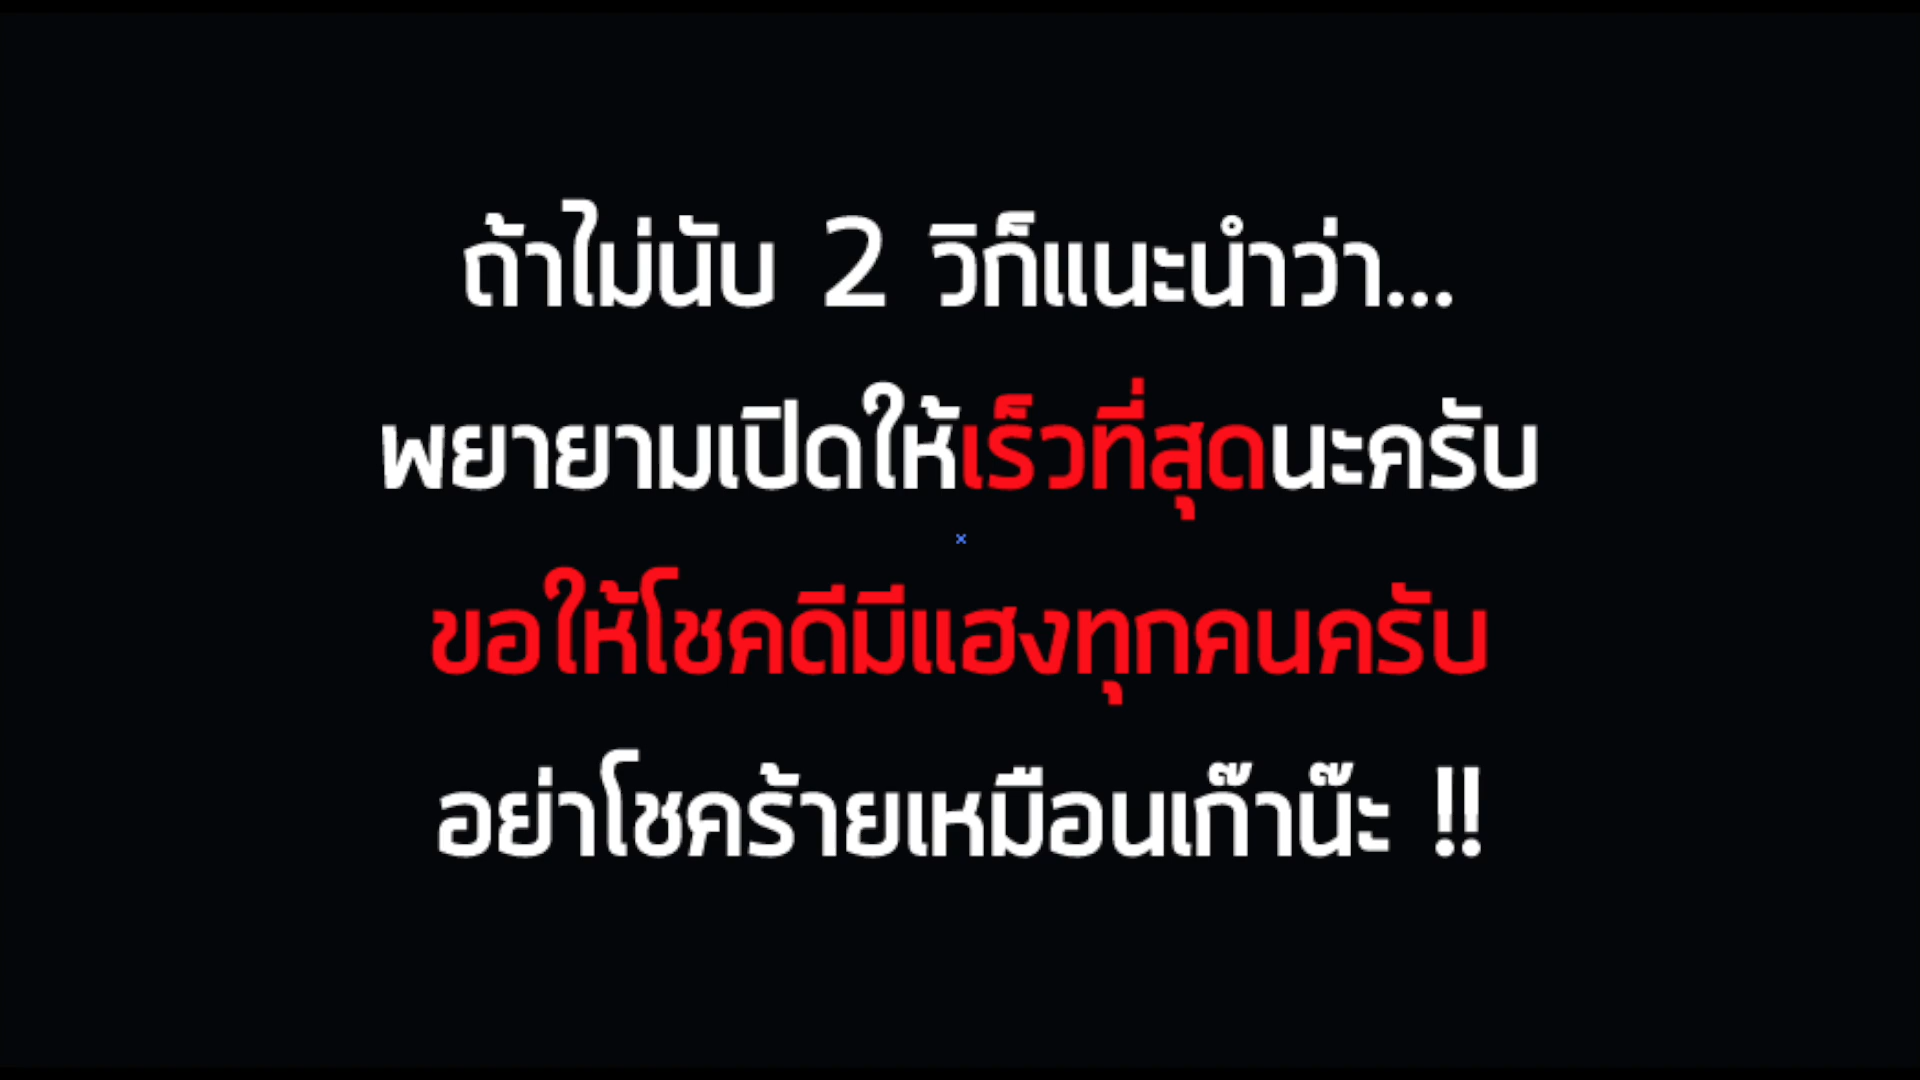 ถ้าไม่นับ 2 วิก็แนะนำว่า...
พยายามเปิดให้เร็วที่สุดนะครับ
ขอให้โชคดีมีแฮงทุกคนครับ
อย่าโชคร้ายเหมือนเก๊าน๊ะ !!